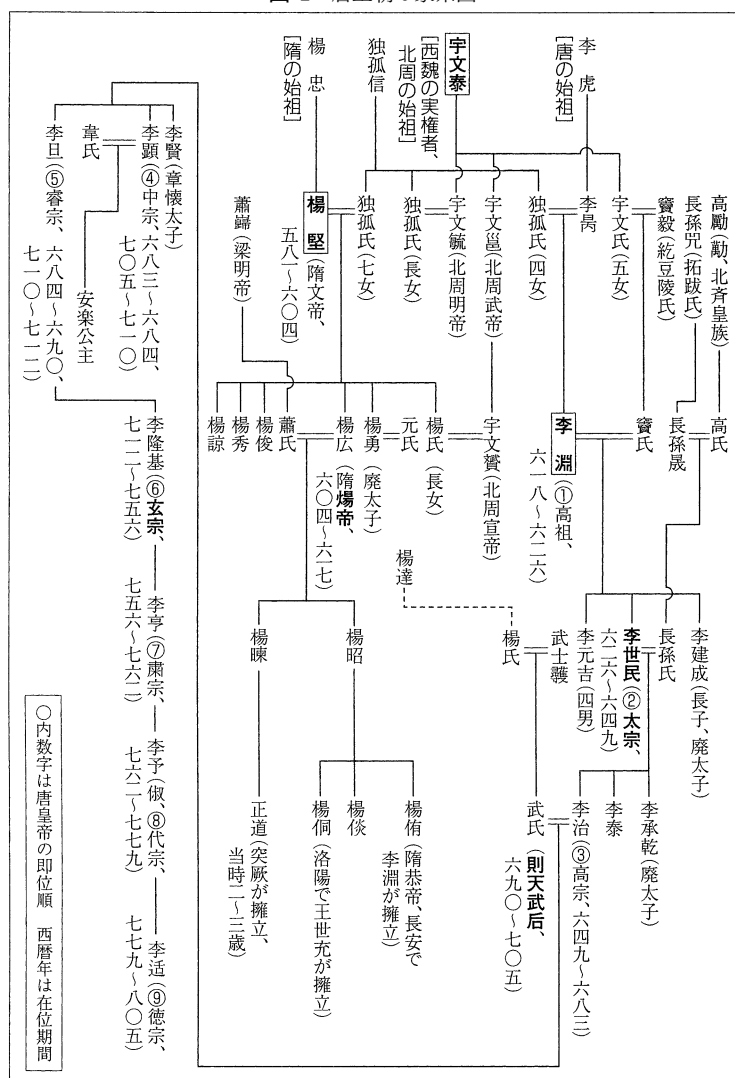 李虎
[唐の始祖]
宇文泰
[西魏の実権者、
北周の始祖]
独孤信
楊忠
[隋の始祖]
高勵(勱、北斉皇族)
長孫咒(拓跋氏)
竇毅(紇豆陵氏)
宇文氏(五女)
李昺
独孤氏(四女)
宇文邕(北周武帝)
宇文毓(北周明帝)
独孤氏(長女)
独孤氏(七女)
楊堅(隋文帝、
五八一~六〇四)
蕭巋(梁明帝)
高氏
長孫晟
竇氏
李淵(①高祖、
六一八~六二六)
宇文贇(北周宣帝)
楊氏(長女)
元氏
楊勇(廃太子)
楊広(隋煬帝、
六〇四~六一七)
蕭氏
楊俊
楊秀
楊諒
李建成(長子、廃太子)
長孫氏
李世民(②太宗、
六二六~六四九)
李元吉(四男)
武士彠
楊氏
楊達
楊昭
楊暕
李承乾(廃太子)
李泰
李治(③高宗、六四九~六八三)
武氏(則天武后、
六九〇~七〇五)
楊侑(隋恭帝、長安で
李淵が擁立)
楊倓
楊侗(洛陽で王世充が擁立)
正道(突厥が擁立、
当時二~三歳)
李賢(章懐太子)
李顕(④中宗、六八三~六八四、
七〇五~七一〇)
韋氏
安楽公主
李旦(⑤睿宗、六八四~六九〇、
七一〇~七一二)
李隆基(⑥玄宗、
七一二~七五六)
李亨(⑦粛宗、
七五六~七六二)
李予(俶、⑧代宗、
七六二~七七九)
李适(⑨徳宗、
七七九~八〇五)
〇内数字は唐皇帝の即位順 西暦年は在位期間